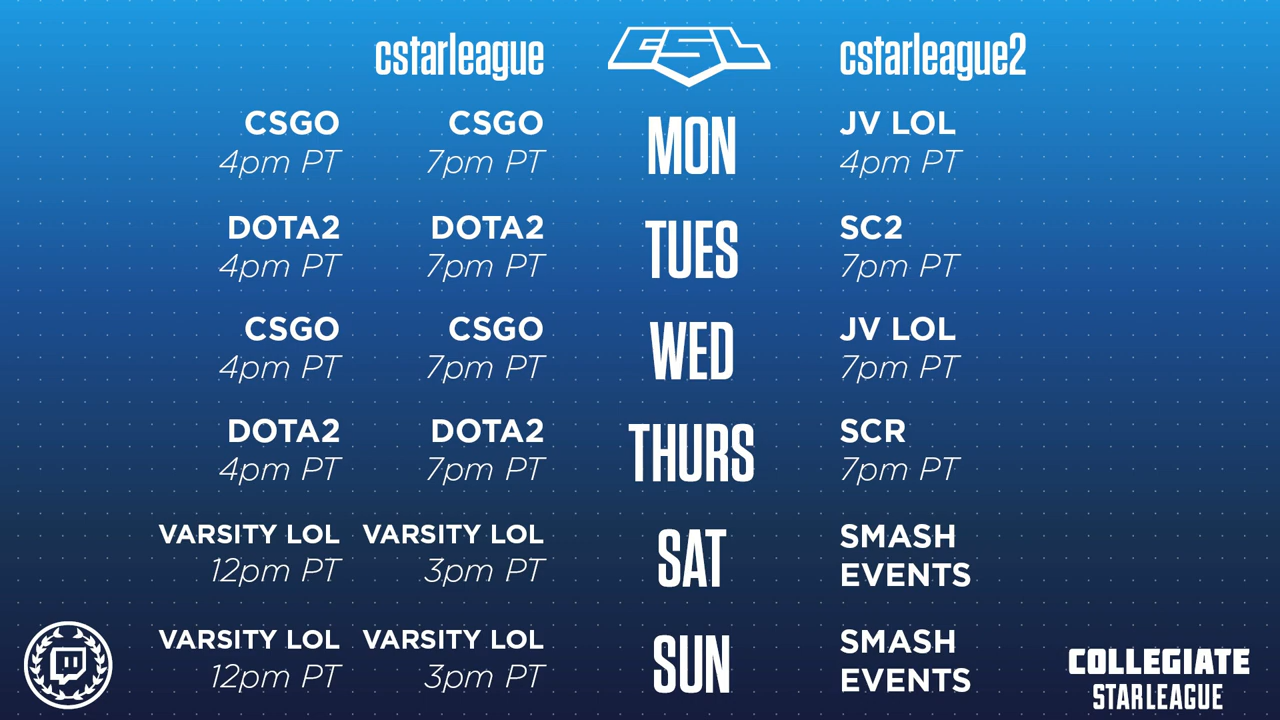 cstarleague CSL cstarleague2
CSGO CSGO MON JV LOL
4pm PT 7pm PT 4pm PT
DOTA2 DOTA2 TUES SC2
4pm PT 7pm PT 7pm PT
CSGO CSGO WED JV LOL
4pm PT 7pm PT 7pm PT
DOTA2 DOTA2 THURS SCR
4pm PT 7pm PT 7pm PT
VARSITY LOL VARSITY LOL SAT SMASH
12pm PT 3pm PT EVENTS
VARSITY LOL VARSITY LOL SUN SMASH
12pm PT 3pm PT EVENTS
COLLEGIATE
STARLEAGUE